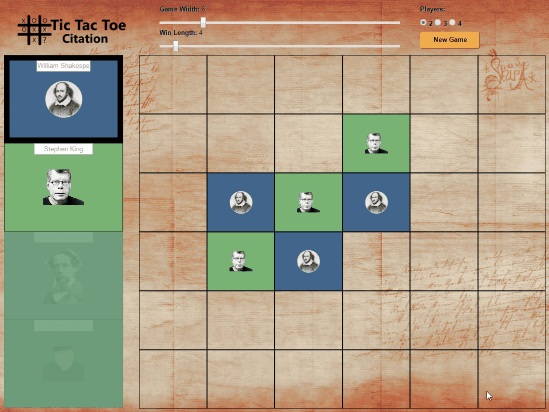 Tic Tac Toe
Citation
Game Width: 6
Win Length: 4
Players:
2 3 4
New Game
William Shakespe
Stephen King